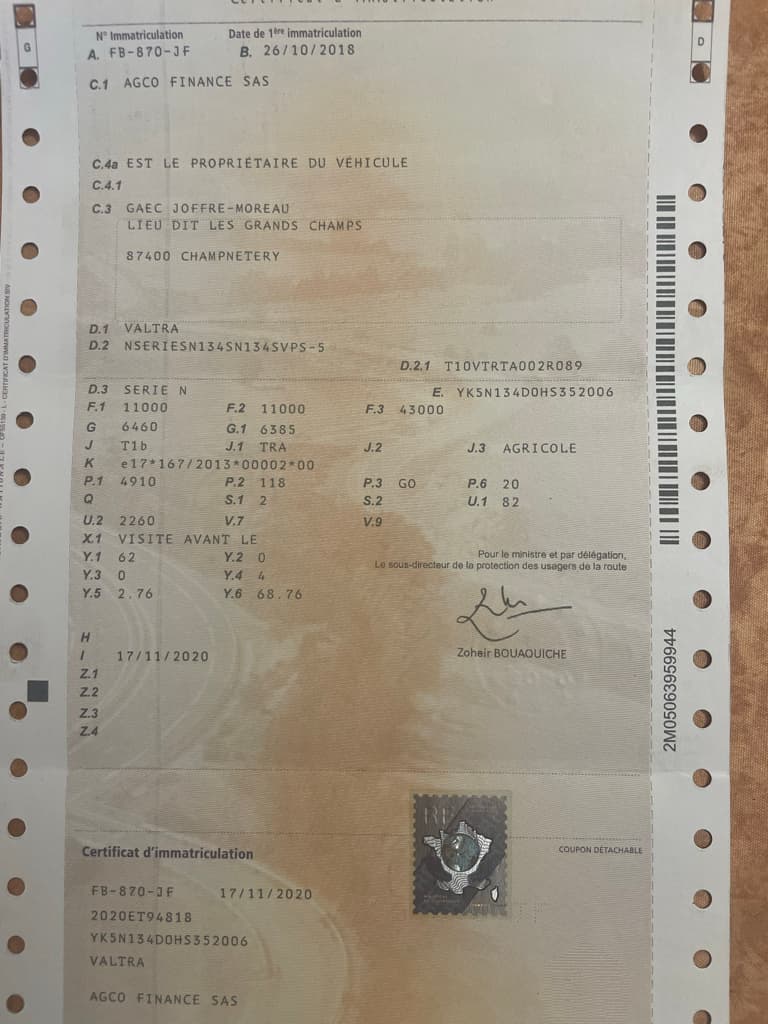 G
D
N° Immatriculation Date de 1ère immatriculation
A. FB-870-JF B. 26/10/2018
C.1 AGCO FINANCE SAS
C.4a EST LE PROPRIÉTAIRE DU VÉHICULE
C.4.1
C.3 GAEC JOFFRE-MOREAU
LIEU DIT LES GRANDS CHAMPS
87400 CHAMPNETERY
D.1 VALTRA
D.2 NSERIESN134SN134SVPS-5
D.2.1 T10VTRTA002R089
D.3 SERIE N E. YK5N134DOHS352006
F.1 11000 F.2 11000 F.3 43000
G 6460 G.1 6385
J T1b J.1 TRA J.2 J.3 AGRICOLE
K e17*167/2013*00002*00
P.1 4910 P.2 118 P.3 GO P.6 20
Q S.1 2 S.2 U.1 82
U.2 2260 V.7 V.9
X.1 VISITE AVANT LE
Y.1 62 Y.2 0
Pour le ministre et par délégation,
Le sous-directeur de la protection des usagers de la route
Y.3 0 Y.4 4
Y.5 2.76 Y.6 68.76
H
I 17/11/2020
Zoheir BOUAOUICHE
Z.1
Z.2
Z.3
Z.4
2M05063959944
Certificat d'immatriculation
COUPON DÉTACHABLE
FB-870-JF 17/11/2020
2020ET94818
YK5N134DOHS352006
VALTRA
AGCO FINANCE SAS